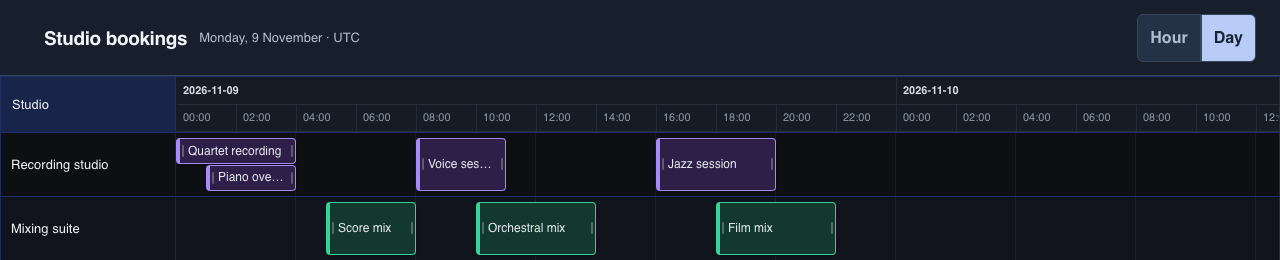 Studio bookings Monday, 9 November · UTC Hour Day
Studio 2026-11-09 2026-11-10
00:00 02:00 04:00 06:00 08:00 10:00 12:00 14:00 16:00 18:00 20:00 22:00 00:00 02:00 04:00 06:00 08:00 10:00 12:
Recording studio Quartet recording Voice ses… Jazz session
Piano ove…
Mixing suite Score mix Orchestral mix Film mix